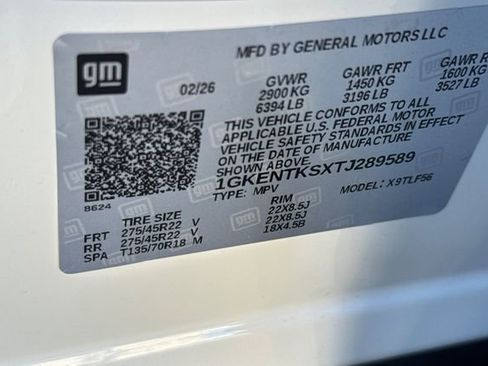 gm
MFD BY GENERAL MOTORS LLC
02/26
GVWR GAWR FRT GAWR R
2900 KG 1450 KG 1600 KG
6394 LB 3196 LB 3527 LB
THIS VEHICLE CONFORMS TO ALL
APPLICABLE U.S. FEDERAL MOTOR
VEHICLE SAFETY STANDARDS IN EFFECT
ON THE DATE OF MANUFACTURE
SHOWN ABOVE.
1GKENTKSXTJ289589
TYPE: MPV MODEL: X9TLF56
B624
TIRE SIZE RIM
FRT 275/45R22 V 22X8.5J
RR 275/45R22 V 22X8.5J
SPA T135/70R18 M 18X4.5B